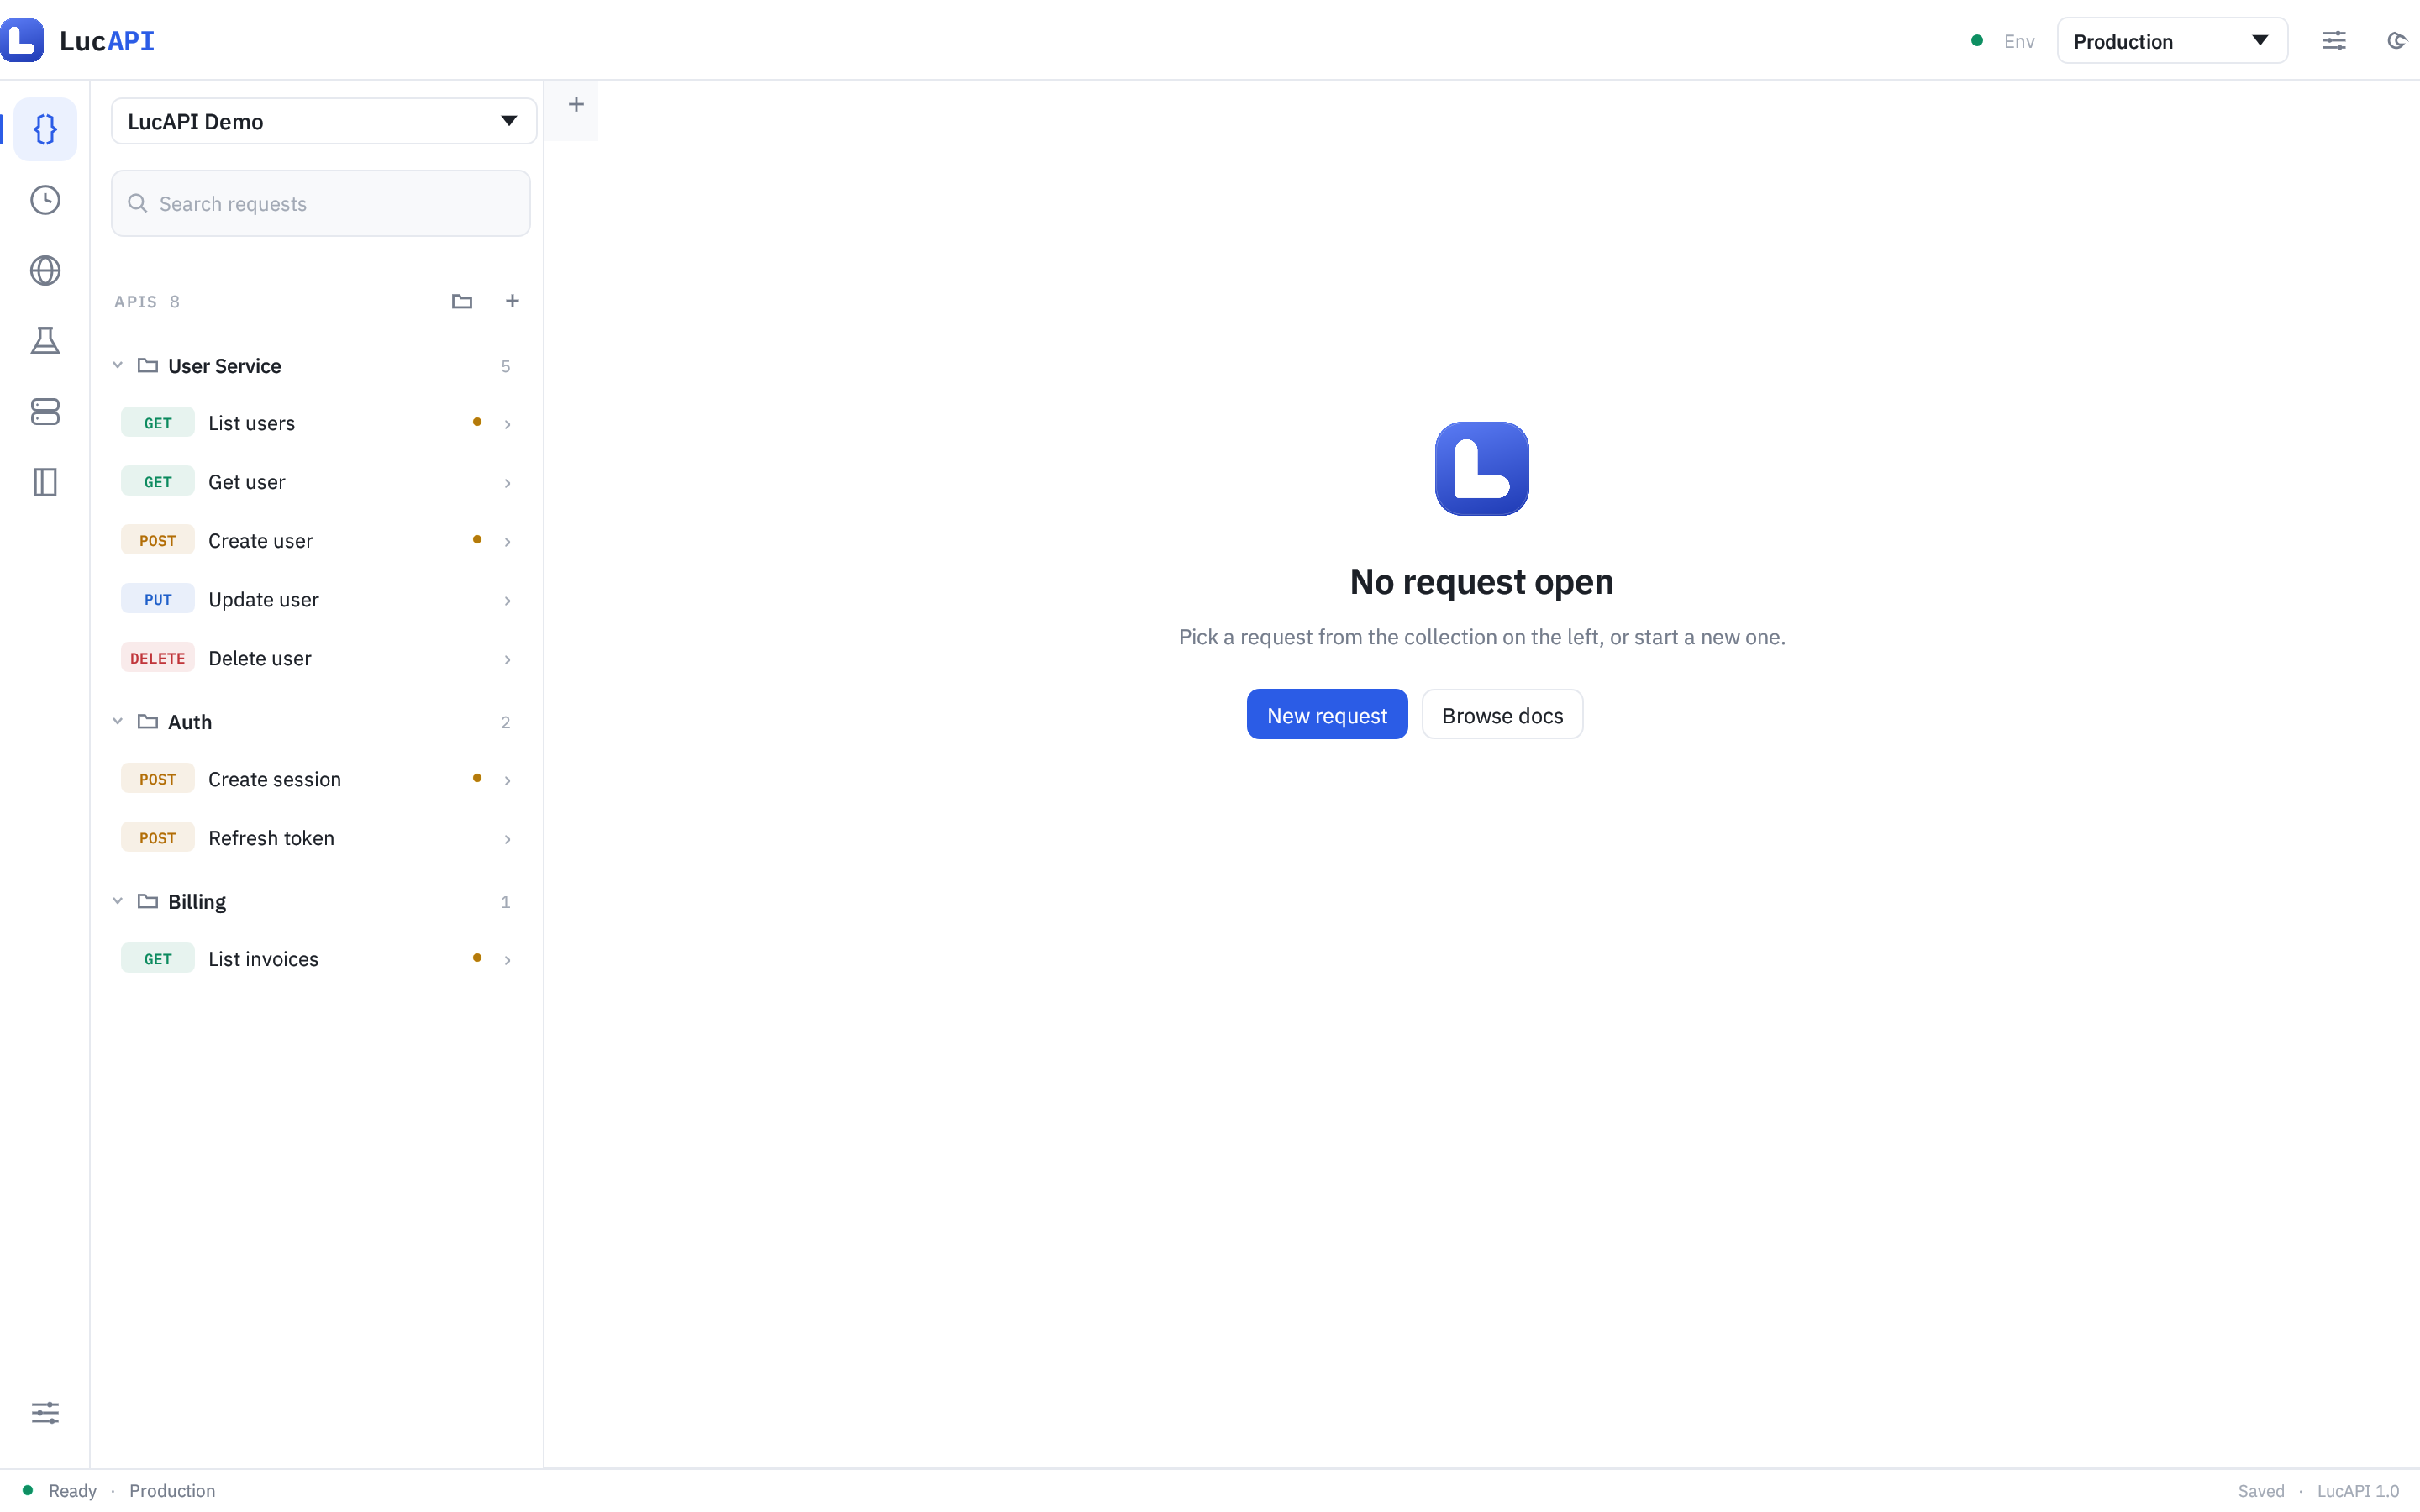 LucAPI
Env
Production
LucAPI Demo
Search requests
APIS 8
User Service 5
GET List users
GET Get user
POST Create user
PUT Update user
DELETE Delete user
Auth 2
POST Create session
POST Refresh token
Billing 1
GET List invoices
No request open
Pick a request from the collection on the left, or start a new one.
New request
Browse docs
Ready · Production
Saved · LucAPI 1.0